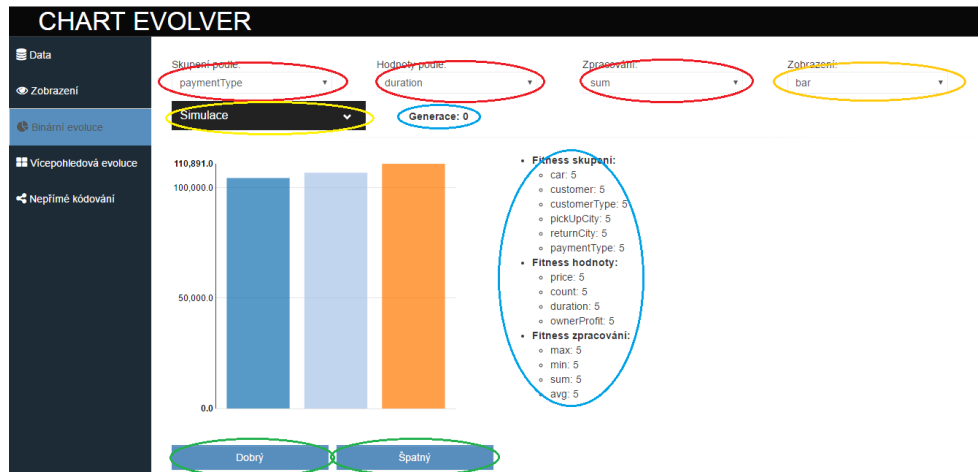 CHART EVOLVER
Data
Zobrazení
Binární evoluce
Vícepohledová evoluce
Nepřímé kódování
Skupení podle:
Hodnoty podle:
Zpracování:
Zobrazení:
paymentType
duration
sum
bar
Simulace
Generace: 0
110,891.0
100,000.0
50,000.0
0.0
Fitness skupení:
car: 5
customer: 5
customerType: 5
pickUpCity: 5
returnCity: 5
paymentType: 5
Fitness hodnoty:
price: 5
count: 5
duration: 5
ownerProfit: 5
Fitness zpracování:
max: 5
min: 5
sum: 5
avg: 5
Dobrý
Špatný